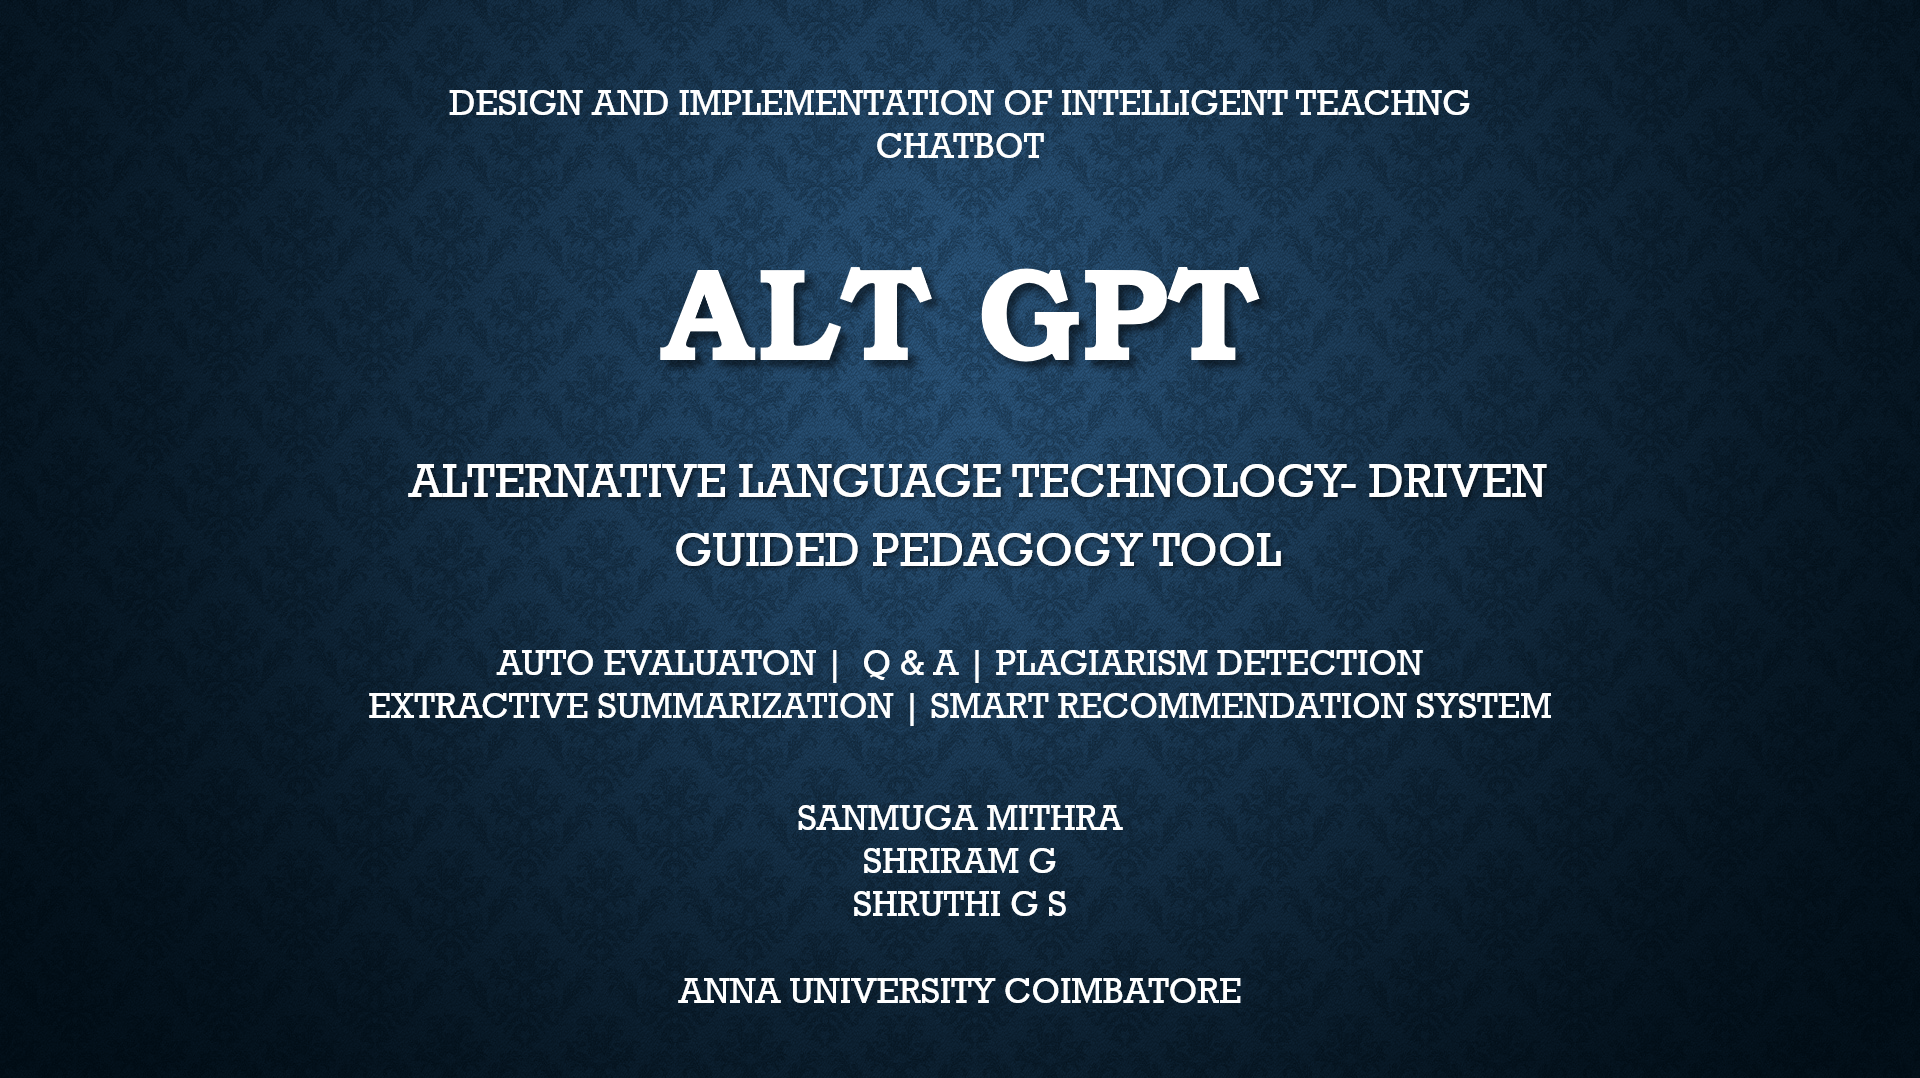 DESIGN AND IMPLEMENTATION OF INTELLIGENT TEACHNG
CHATBOT
ALT GPT
ALTERNATIVE LANGUAGE TECHNOLOGY- DRIVEN
GUIDED PEDAGOGY TOOL
AUTO EVALUATON | Q & A | PLAGIARISM DETECTION
EXTRACTIVE SUMMARIZATION | SMART RECOMMENDATION SYSTEM
SANMUGA MITHRA
SHRIRAM G
SHRUTHI G S
ANNA UNIVERSITY COIMBATORE